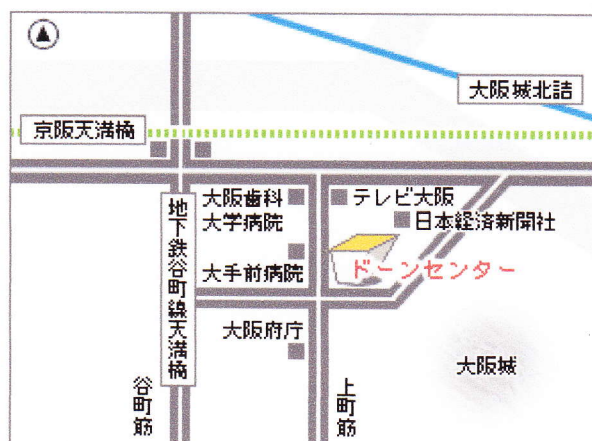 大阪城北詰
京阪天満橋
地下鉄谷町線天満橋
大阪歯科
大学病院
テレビ大阪
日本経済新聞社
大手前病院
ドーンセンター
大阪府庁
大阪城
谷町筋
上町筋